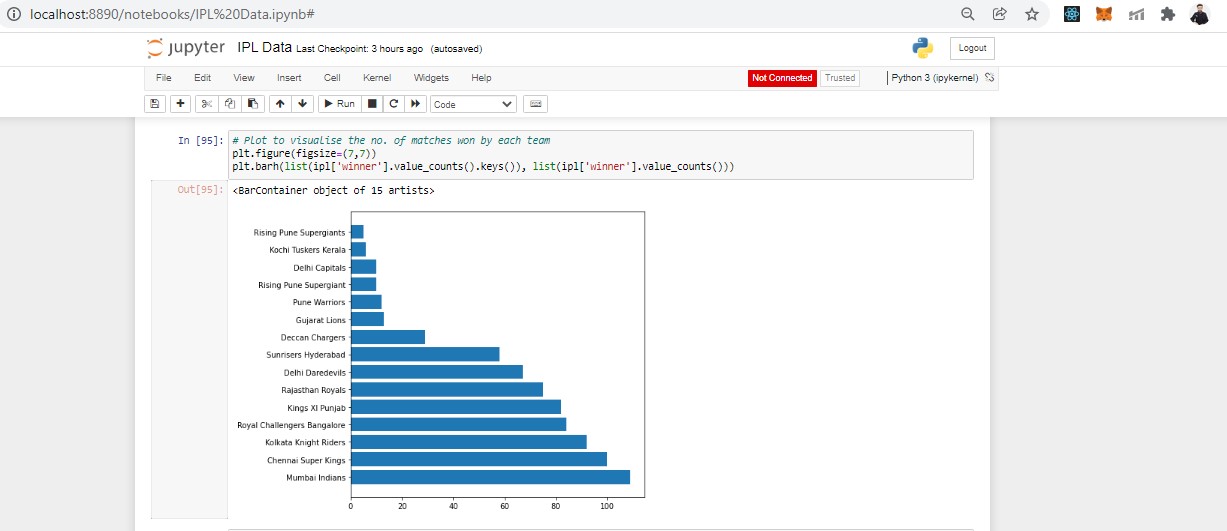 localhost:8890/notebooks/IPL%20Data.ipynb#
jupyter IPL Data Last Checkpoint: 3 hours ago (autosaved)
Logout
File Edit View Insert Cell Kernel Widgets Help
Not Connected Trusted Python 3 (ipykernel)
Run Code
In [95]: # Plot to visualise the no. of matches won by each team
plt.figure(figsize=(7,7))
plt.barh(list(ipl['winner'].value_counts().keys()), list(ipl['winner'].value_counts()))
Out[95]: <BarContainer object of 15 artists>
Rising Pune Supergiants
Kochi Tuskers Kerala
Delhi Capitals
Rising Pune Supergiant
Pune Warriors
Gujarat Lions
Deccan Chargers
Sunrisers Hyderabad
Delhi Daredevils
Rajasthan Royals
Kings XI Punjab
Royal Challengers Bangalore
Kolkata Knight Riders
Chennai Super Kings
Mumbai Indians
0 20 40 60 80 100